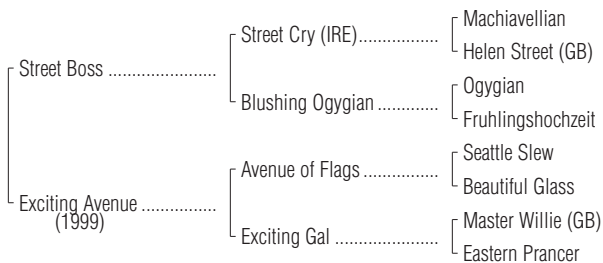 Machiavellian
Street Cry (IRE)..................
Helen Street (GB)
Street Boss ........................
Ogygian
Blushing Ogygian ..............
Fruhlingshochzeit
Seattle Slew
Avenue of Flags .................
Beautiful Glass
Exciting Avenue .................
(1999)
Master Willie (GB)
Exciting Gal .......................
Eastern Prancer